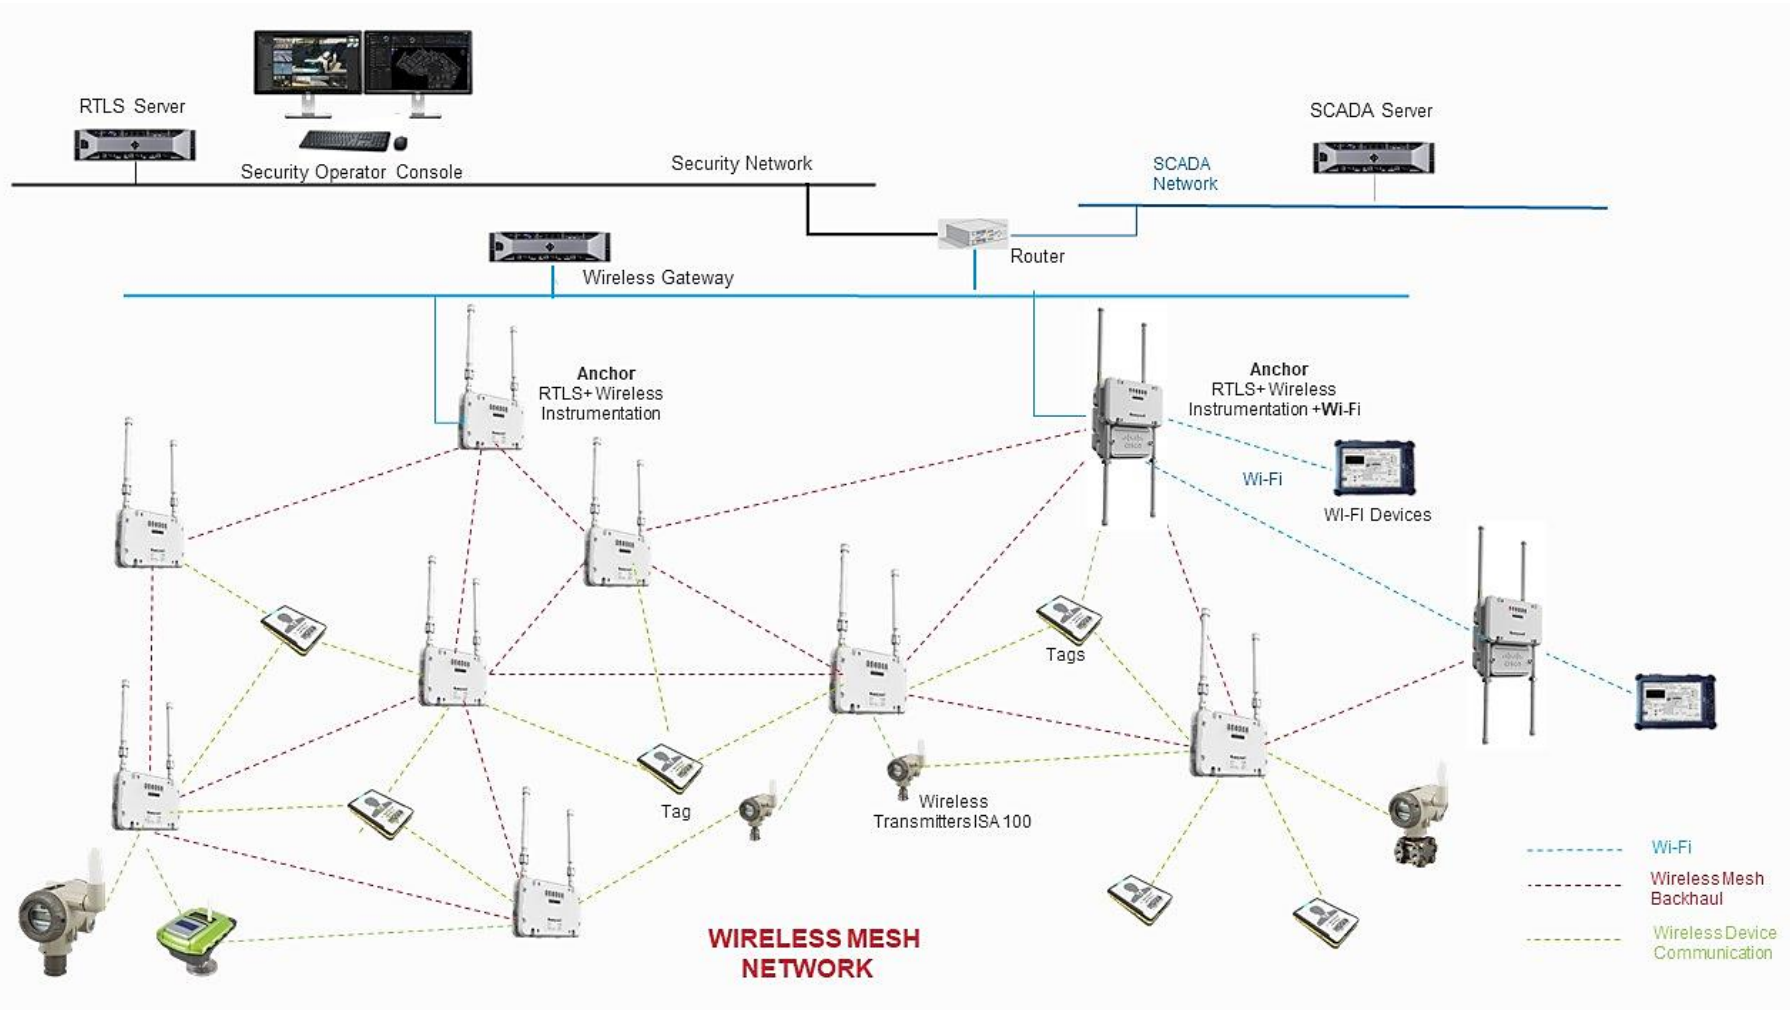 RTLS Server
SCADA Server
Security Operator Console
Security Network
SCADA
Network
Router
Wireless Gateway
Anchor
RTLS+ Wireless
Instrumentation
Anchor
RTLS+ Wireless
Instrumentation +Wi-Fi
Wi-Fi
WI-FI Devices
Tags
Tag
Wireless
Transmitters ISA 100
WIRELESS MESH
NETWORK
Wi-Fi
Wireless Mesh
Backhaul
Wireless Device
Communication